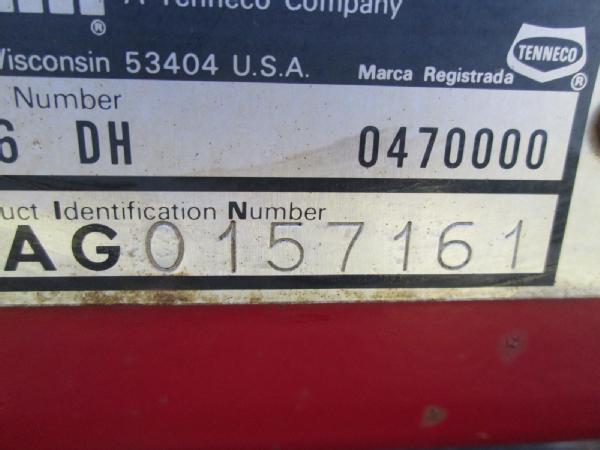 A Tenneco Company
®
Wisconsin 53404 U.S.A.
TENNECO
Marca Registrada ®
Number
6 DH 0470000
uct Identification Number
AG0157161